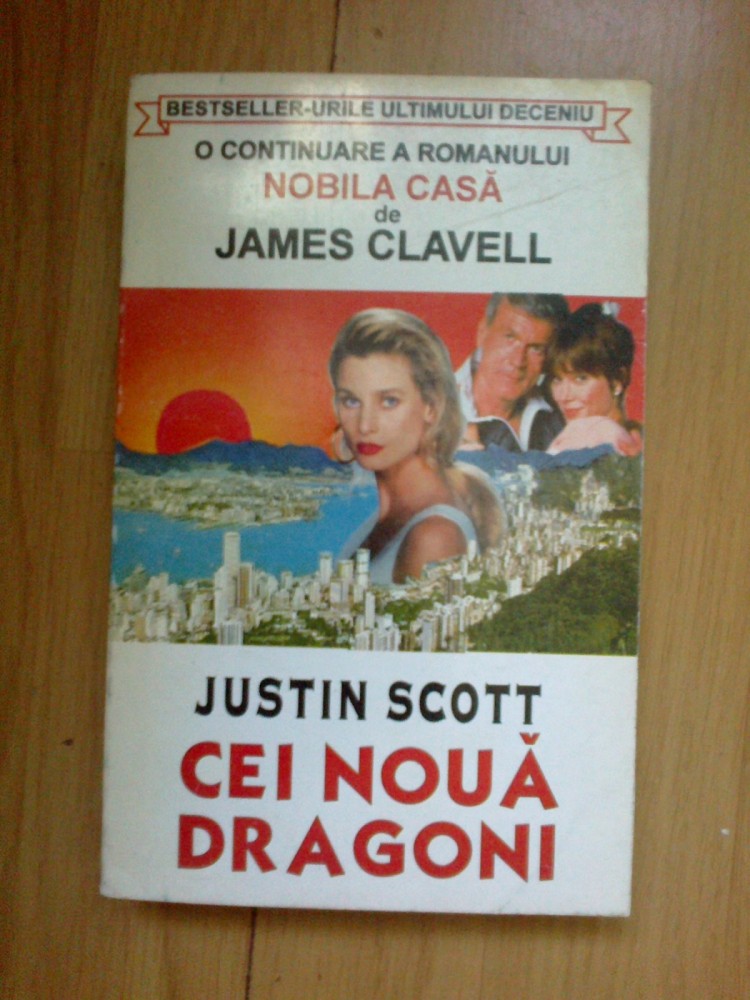 BESTSELLER-URILE ULTIMULUI DECENIU
O CONTINUARE A ROMANULUI
NOBILA CASĂ
de
JAMES CLAVELL
JUSTIN SCOTT
CEI NOUĂ
DRAGONI